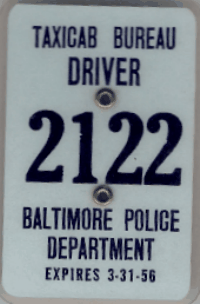 TAXICAB BUREAU
DRIVER
2122
BALTIMORE POLICE
DEPARTMENT
EXPIRES 3-31-56